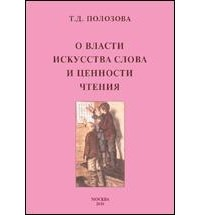 Т.Д. ПОЛОЗОВА
О ВЛАСТИ
ИСКУССТВА СЛОВА
И ЦЕННОСТИ
ЧТЕНИЯ
МОСКВА